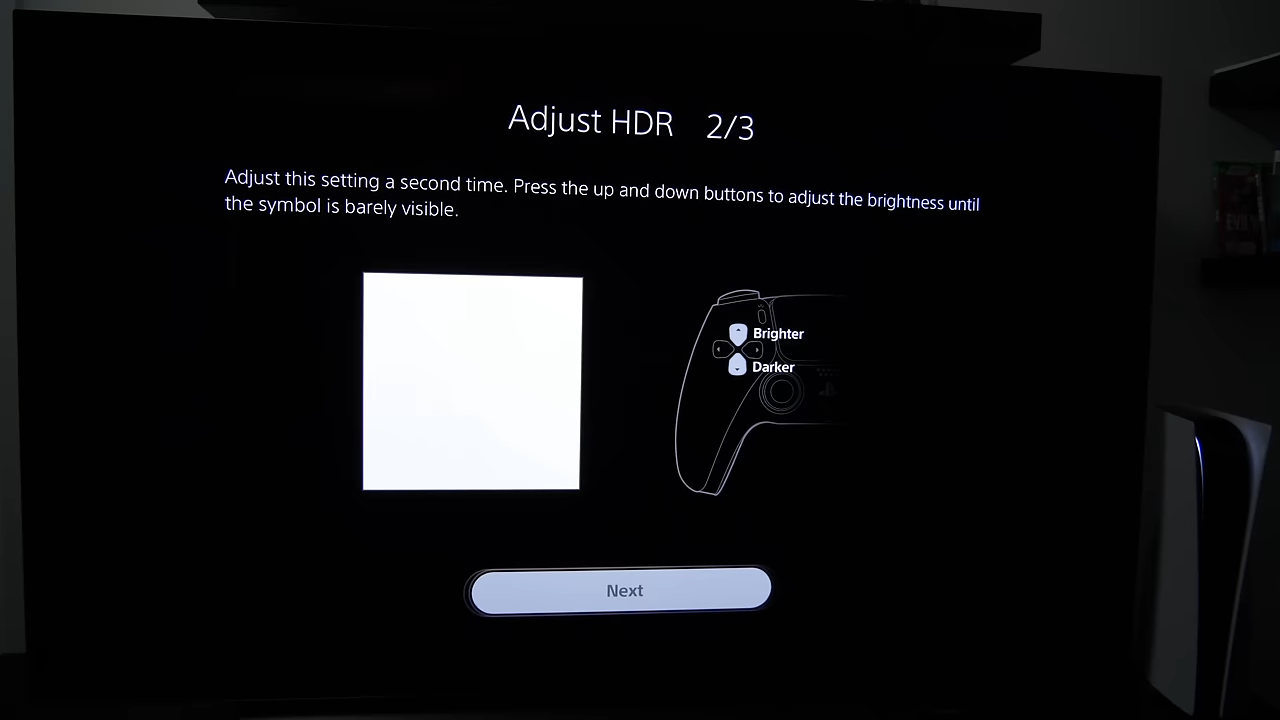 Adjust HDR 2/3
Adjust this setting a second time. Press the up and down buttons to adjust the brightness until
the symbol is barely visible.
Brighter
Darker
Next